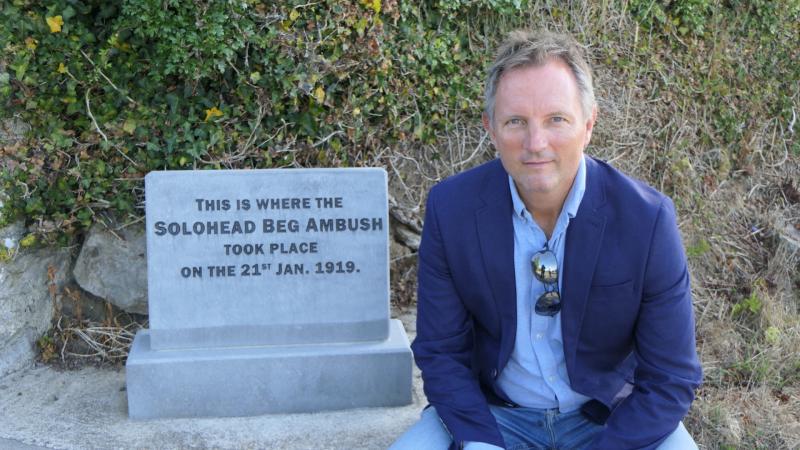 THIS IS WHERE THE
SOLOHEAD BEG AMBUSH
TOOK PLACE
ON THE 21ST JAN. 1919.